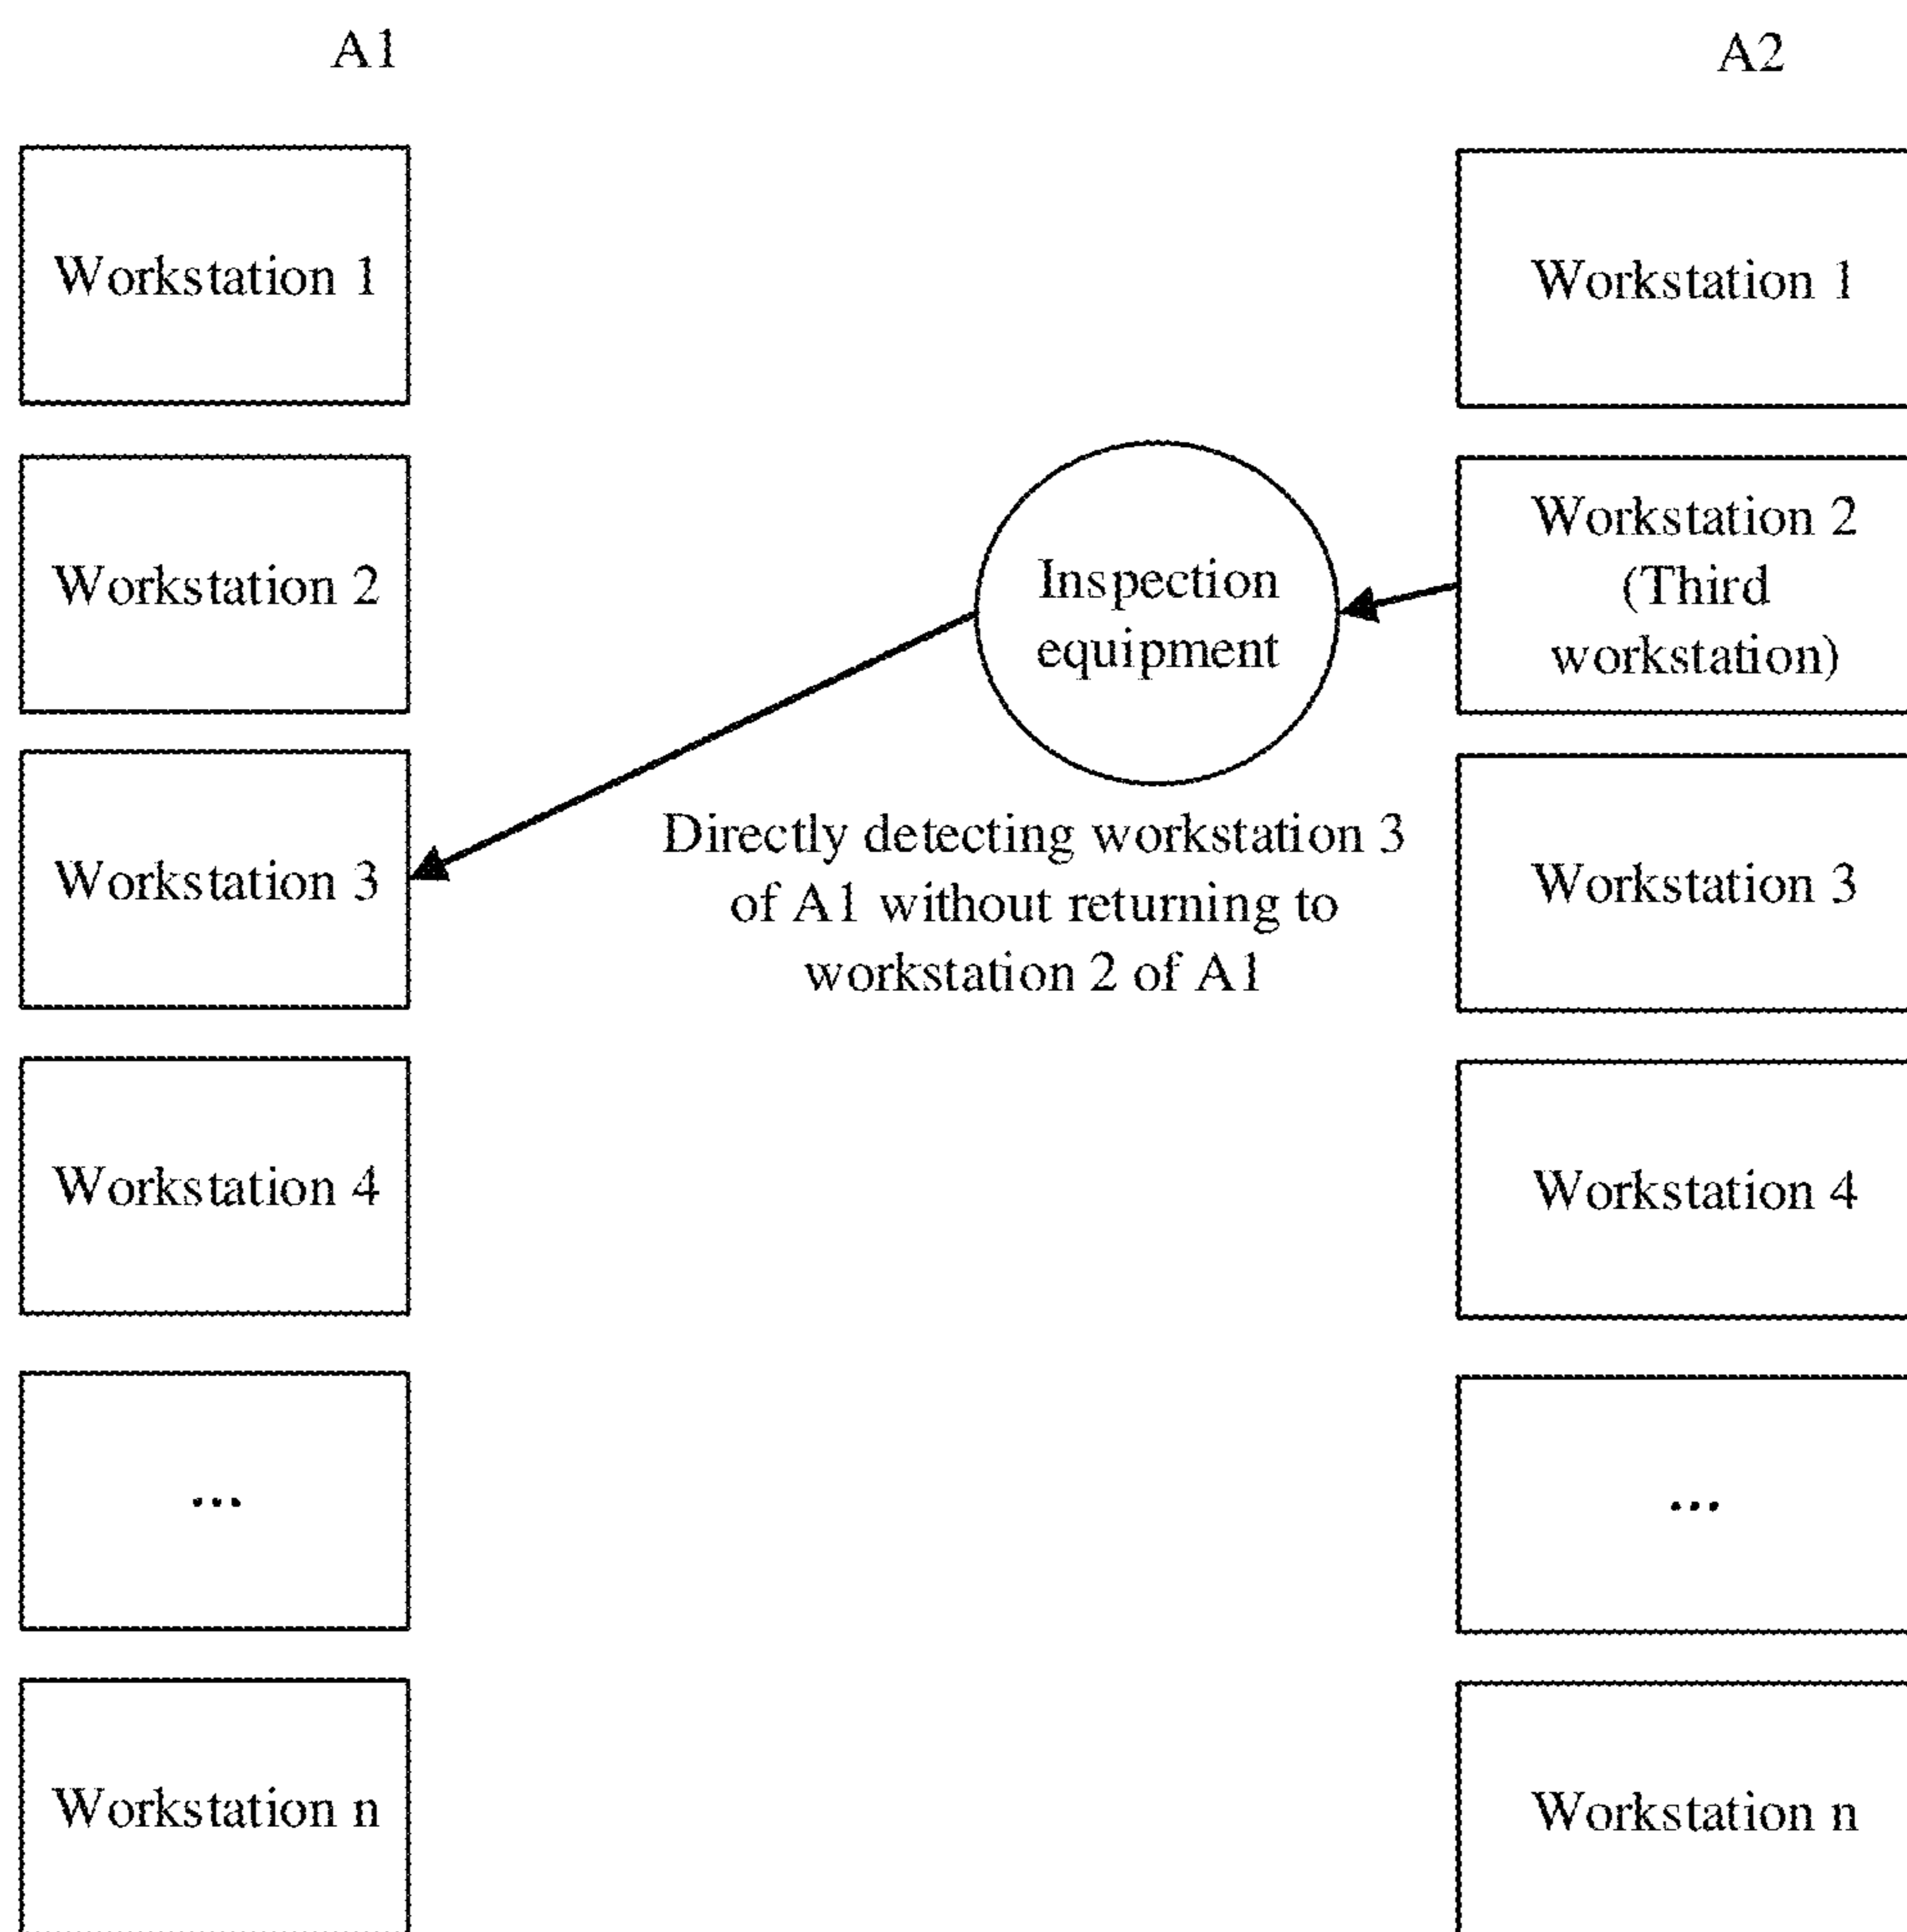 A1
A2
Workstation 1
Workstation 1
Workstation 2
Inspection
equipment
Workstation 2
(Third
workstation)
Workstation 3
Directly detecting workstation 3
of A1 without returning to
workstation 2 of A1
Workstation 3
Workstation 4
Workstation 4
...
...
Workstation n
Workstation n